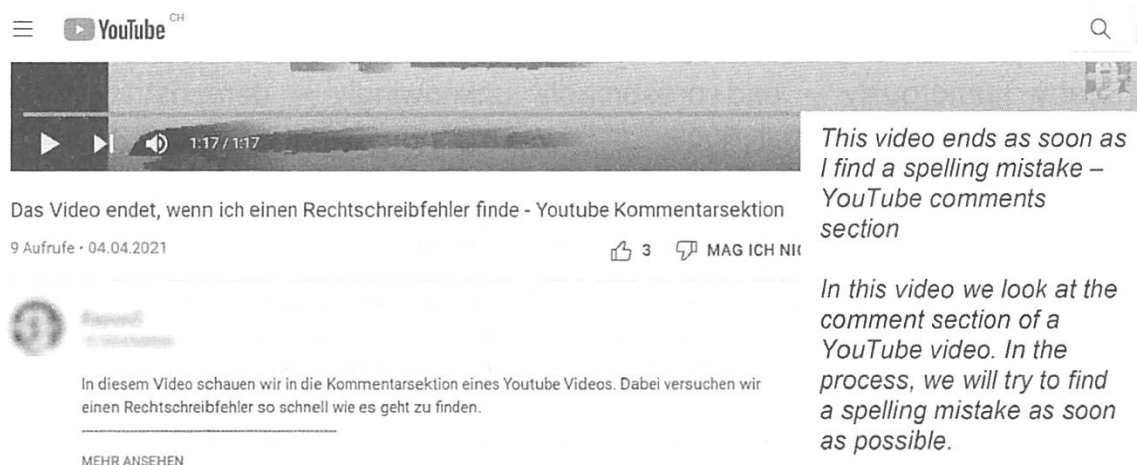 YouTube CH
1:17 / 1:17
Das Video endet, wenn ich einen Rechtschreibfehler finde - Youtube Kommentarsektion
9 Aufrufe • 04.04.2021
3 MAG ICH NI
In diesem Video schauen wir in die Kommentarsektion eines Youtube Videos. Dabei versuchen wir
einen Rechtschreibfehler so schnell wie es geht zu finden.
MEHR ANSEHEN
This video ends as soon as
I find a spelling mistake –
YouTube comments
section
In this video we look at the
comment section of a
YouTube video. In the
process, we will try to find
a spelling mistake as soon
as possible.